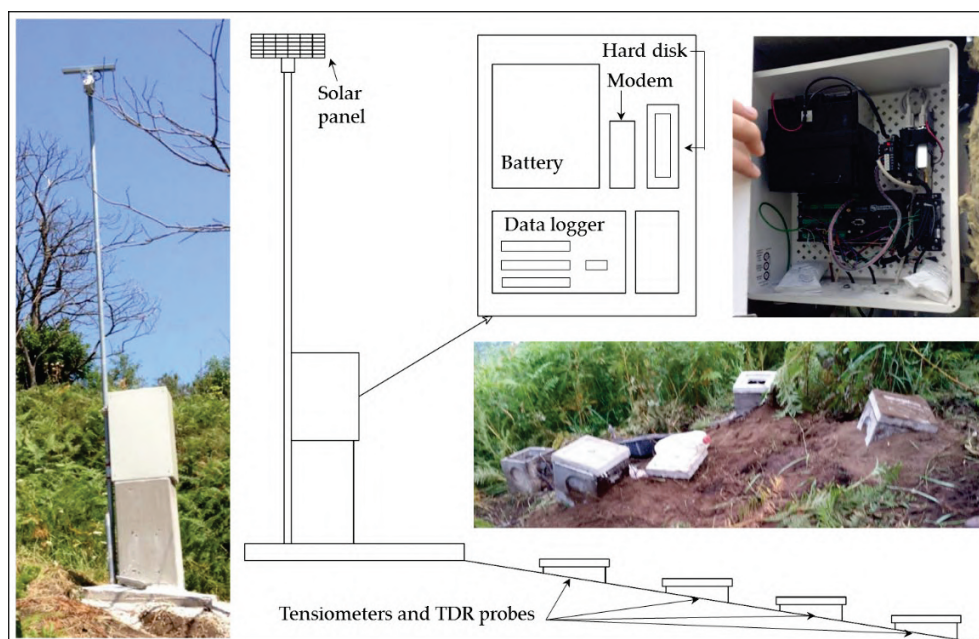 Solar
panel
Hard disk
Modem
Battery
Data logger
Tensiometers and TDR probes